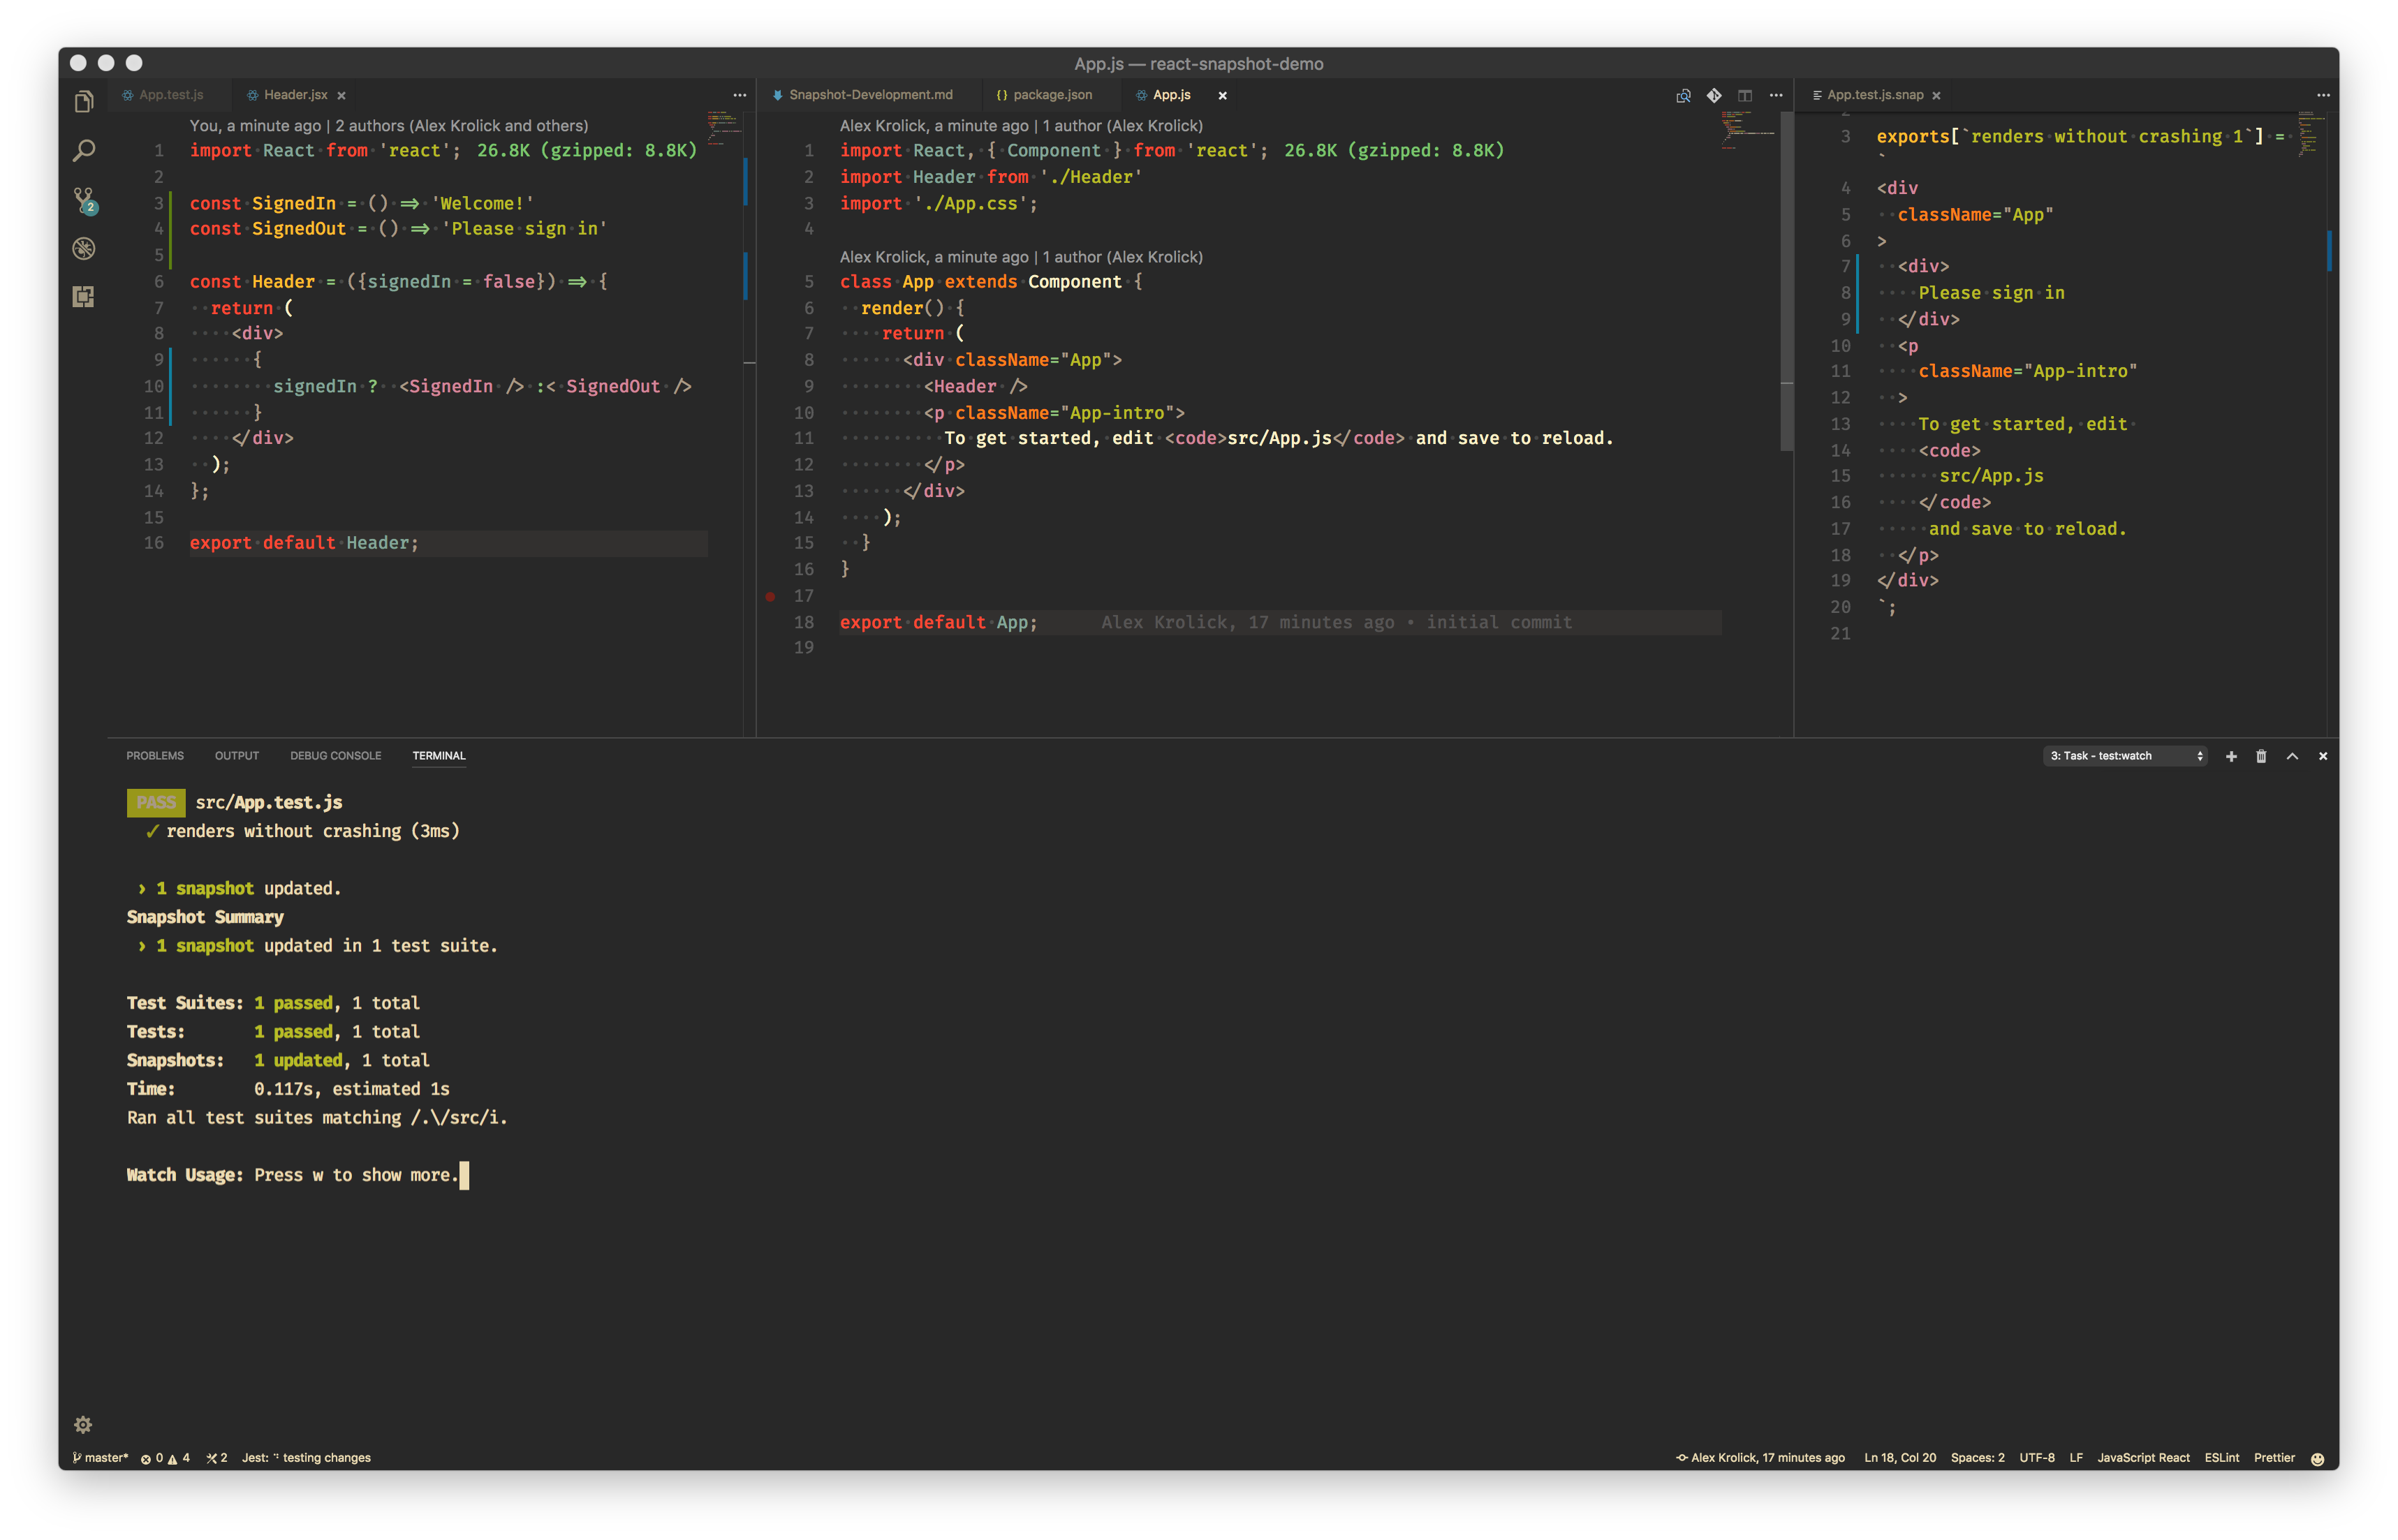 App.js — react-snapshot-demo
App.test.js
Header.jsx
You, a minute ago | 2 authors (Alex Krolick and others)
1 import React from 'react'; 26.8K (gzipped: 8.8K)
2
3 const SignedIn = () => 'Welcome!'
4 const SignedOut = () => 'Please sign in'
5
6 const Header = ({signedIn = false}) => {
7 return (
8 <div>
9 {
10 signedIn ? <SignedIn /> :< SignedOut />
11 }
12 </div>
13 );
14 };
15
16 export default Header;
Snapshot-Development.md
{} package.json
App.js
Alex Krolick, a minute ago | 1 author (Alex Krolick)
1 import React, { Component } from 'react'; 26.8K (gzipped: 8.8K)
2 import Header from './Header'
3 import './App.css';
4
Alex Krolick, a minute ago | 1 author (Alex Krolick)
5 class App extends Component {
6 render() {
7 return (
8 <div className="App">
9 <Header />
10 <p className="App-intro">
11 To get started, edit <code>src/App.js</code> and save to reload.
12 </p>
13 </div>
14 );
15 }
16 }
17
18 export default App; Alex Krolick, 17 minutes ago • initial commit
19
App.test.js.snap
3 exports[`renders without crashing 1`] =
`
4 <div
5 className="App"
6 >
7 <div>
8 Please sign in
9 </div>
10 <p
11 className="App-intro"
12 >
13 To get started, edit
14 <code>
15 src/App.js
16 </code>
17 and save to reload.
18 </p>
19 </div>
20 `;
21
2
PROBLEMS OUTPUT DEBUG CONSOLE TERMINAL
3: Task - test:watch
PASS src/App.test.js
✓ renders without crashing (3ms)
› 1 snapshot updated.
Snapshot Summary
› 1 snapshot updated in 1 test suite.
Test Suites: 1 passed, 1 total
Tests: 1 passed, 1 total
Snapshots: 1 updated, 1 total
Time: 0.117s, estimated 1s
Ran all test suites matching /.\/src/i.
Watch Usage: Press w to show more.
master* 0 4 2 Jest: testing changes
Alex Krolick, 17 minutes ago Ln 18, Col 20 Spaces: 2 UTF-8 LF JavaScript React ESLint Prettier